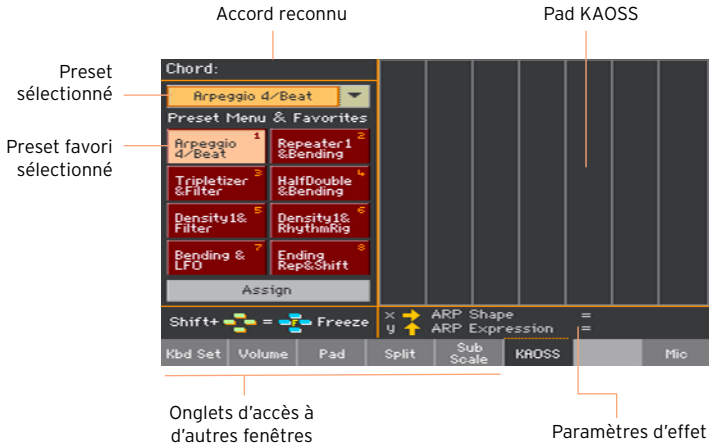 Accord reconnu
Pad KAOSS
Preset
sélectionné
Preset favori
sélectionné
Chord:
Arpeggio 4/Beat
Preset Menu & Favorites
Arpeggio
4/Beat
1
Repeater1
&Bending
2
Tripletizer
&Filter
3
HalfDouble
&Bending
4
Density1&
Filter
5
Density1&
RhythmRig
6
Bending &
LFO
7
Ending
Rep&Shift
8
Assign
Shift+ = F Freeze
x ARP Shape =
y ARP Expression =
Kbd Set Volume Pad Split Sub Scale KAOSS Mic
Onglets d'accès à
d'autres fenêtres
Paramètres d'effet